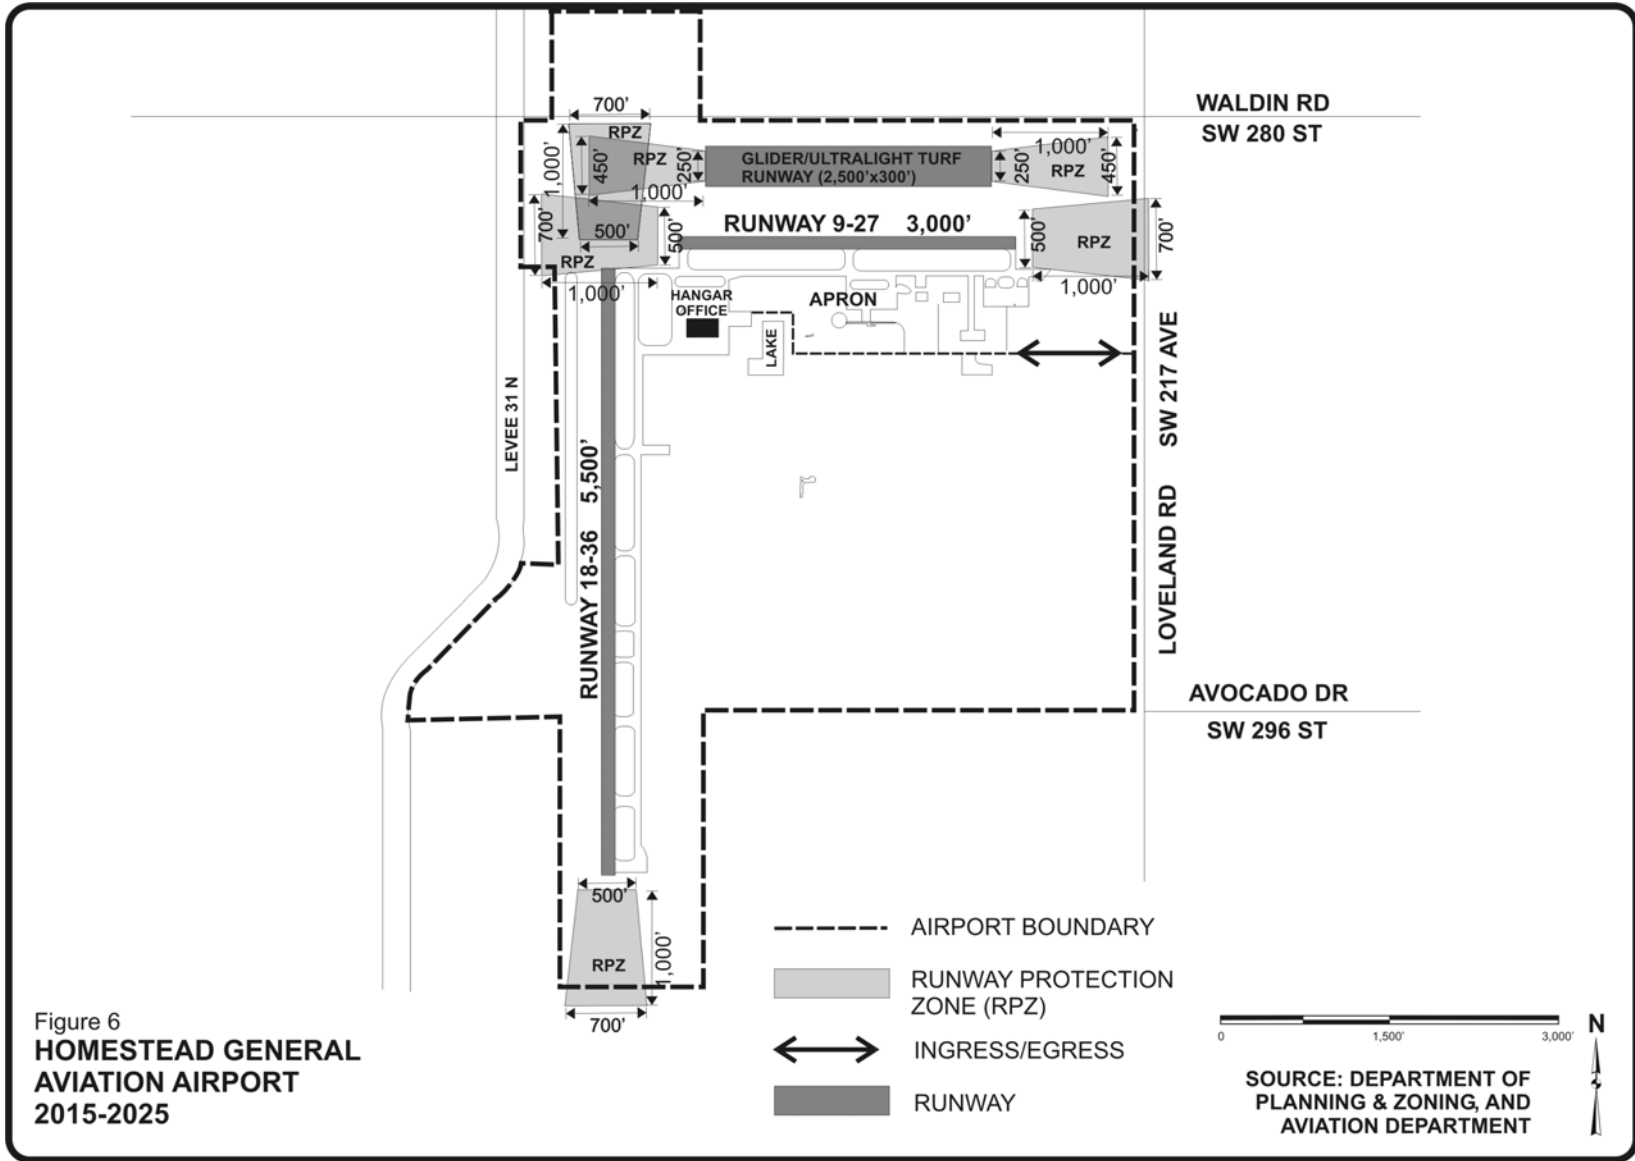 WALDIN RD
SW 280 ST
700'
RPZ
1,000'
450'
RPZ
250'
1,000'
GLIDER/ULTRALIGHT TURF
RUNWAY (2,500'x300')
250'
1,000'
RPZ
450'
700'
500'
500'
RPZ
1,000'
RUNWAY 9-27 3,000'
500'
RPZ
700'
1,000'
HANGAR
OFFICE
LAKE
APRON
LEVEE 31 N
RUNWAY 18-36 5,500'
LOVELAND RD SW 217 AVE
AVOCADO DR
SW 296 ST
500'
RPZ
1,000'
700'
AIRPORT BOUNDARY
RUNWAY PROTECTION
ZONE (RPZ)
INGRESS/EGRESS
RUNWAY
Figure 6
HOMESTEAD GENERAL
AVIATION AIRPORT
2015-2025
0 1,500' 3,000'
N
SOURCE: DEPARTMENT OF
PLANNING & ZONING, AND
AVIATION DEPARTMENT